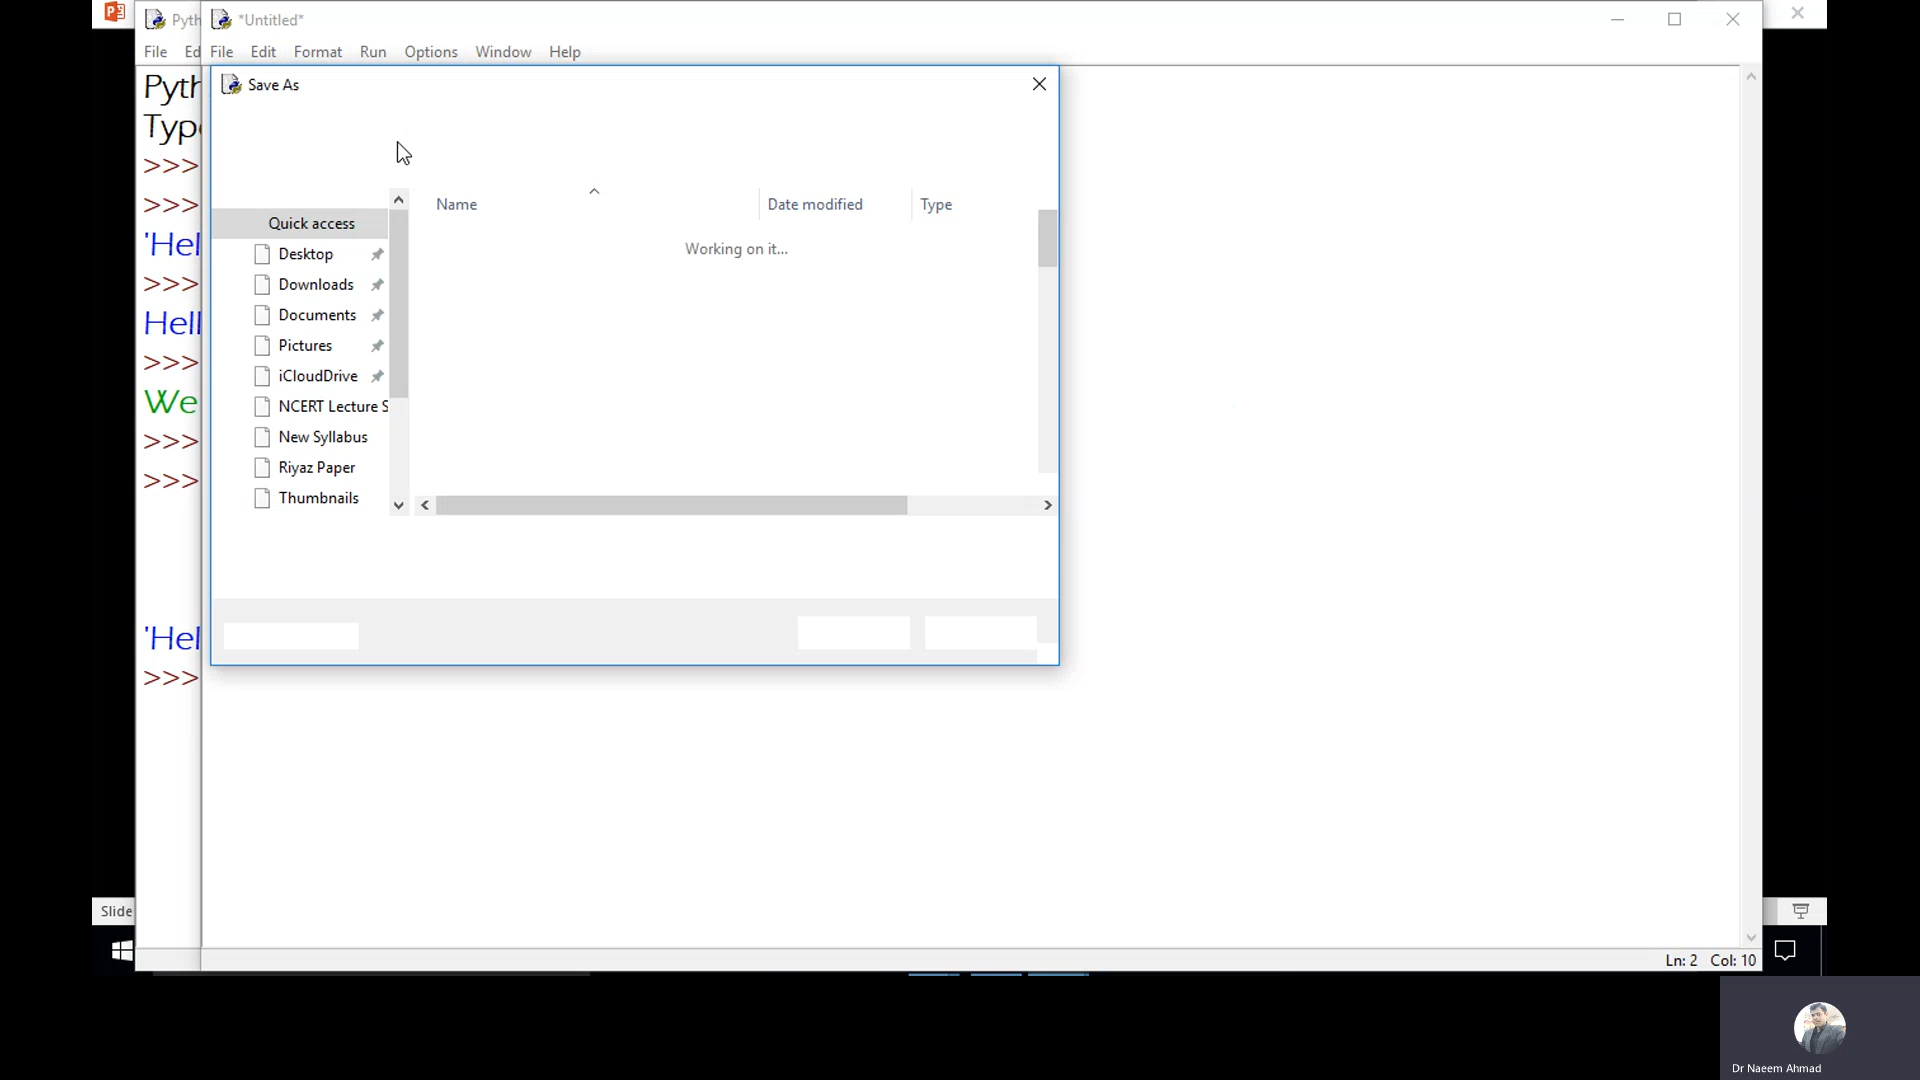 Pyth
*Untitled*
File Ed
File Edit Format Run Options Window Help
Pyth
Type
>>>
>>>
'Hel
>>>
Hell
>>>
We
>>>
>>>
'Hel
>>>
Save As
Name Date modified Type
Working on it...
Quick access
Desktop
Downloads
Documents
Pictures
iCloudDrive
NCERT Lecture S
New Syllabus
Riyaz Paper
Thumbnails
Slide
Ln: 2 Col: 10
Dr Naeem Ahmad